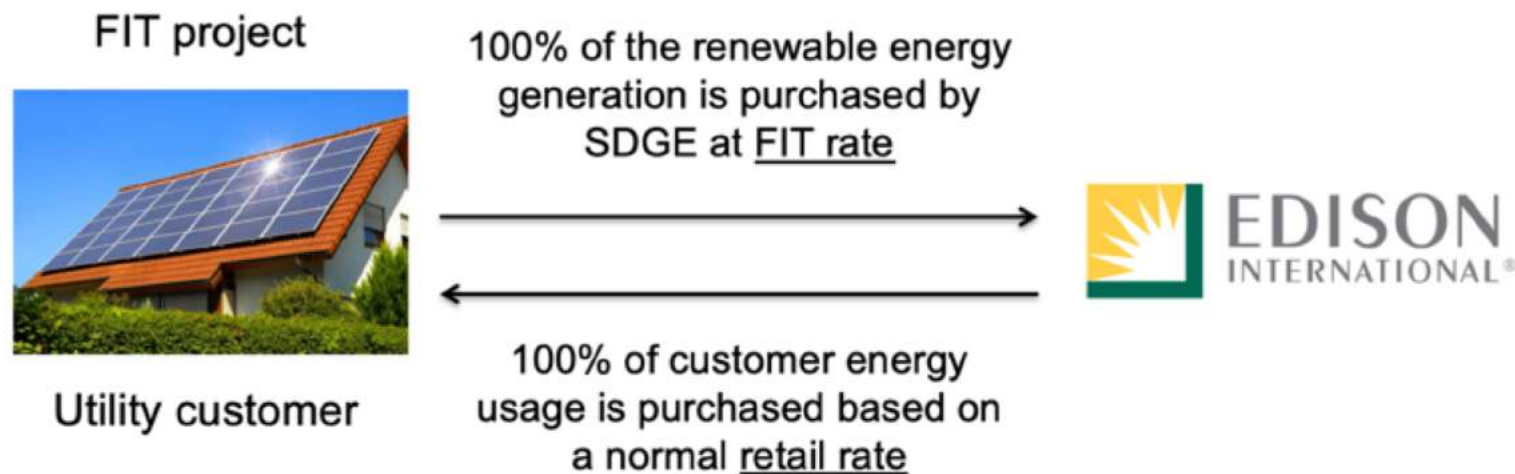 FIT project
100% of the renewable energy
generation is purchased by
SDGE at FIT rate
EDISON
INTERNATIONAL®
Utility customer
100% of customer energy
usage is purchased based on
a normal retail rate